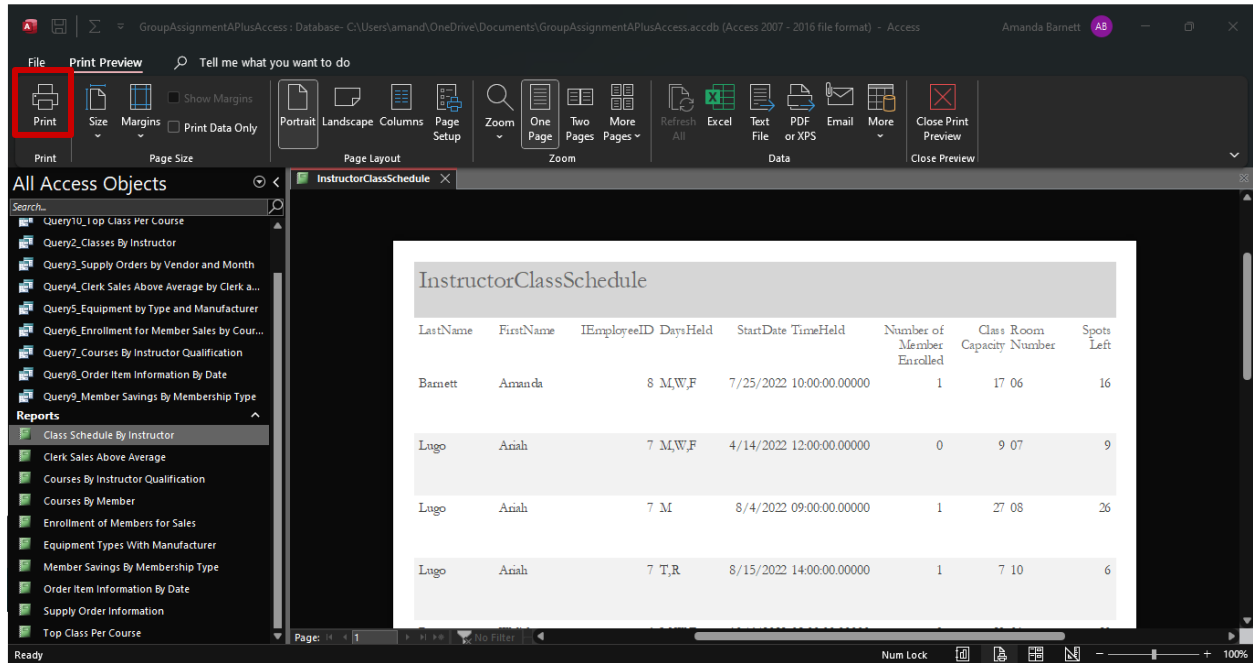 GroupAssignmentAPlusAccess : Database- C:\Users\amand\OneDrive\Documents\GroupAssignmentAPlusAccess.accdb (Access 2007 - 2016 file format) - Access Amanda Barnett AB
File Print Preview Tell me what you want to do
Print
Size
Margins
Show Margins
Print Data Only
Portrait
Landscape
Columns
Page Setup
Zoom
One Page
Two Pages
More Pages
Refresh All
Excel
Text File
PDF or XPS
Email
More
Close Print Preview
Print Page Size Page Layout Zoom Data Close Preview
All Access Objects
Search...
Query10_Top Class Per Course
Query2_Classes By Instructor
Query3_Supply Orders by Vendor and Month
Query4_Clerk Sales Above Average by Clerk a...
Query5_Equipment by Type and Manufacturer
Query6_Enrollment for Member Sales by Cour...
Query7_Courses By Instructor Qualification
Query8_Order Item Information By Date
Query9_Member Savings By Membership Type
Reports
Class Schedule By Instructor
Clerk Sales Above Average
Courses By Instructor Qualification
Courses By Member
Enrollment of Members for Sales
Equipment Types With Manufacturer
Member Savings By Membership Type
Order Item Information By Date
Supply Order Information
Top Class Per Course
InstructorClassSchedule
InstructorClassSchedule
LastName FirstName IEmployeeID DaysHeld StartDate TimeHeld Number of Class Room Spots
Member Capacity Number Left
Enrolled
Barnett Amanda 8 M,W,F 7/25/2022 10:00:00.00000 1 17 06 16
Lugo Ariah 7 M,W,F 4/14/2022 12:00:00.00000 0 9 07 9
Lugo Ariah 7 M 8/4/2022 09:00:00.00000 1 27 08 26
Lugo Ariah 7 T,R 8/15/2022 14:00:00.00000 1 7 10 6
Page: 1 No Filter
Ready Num Lock 100%